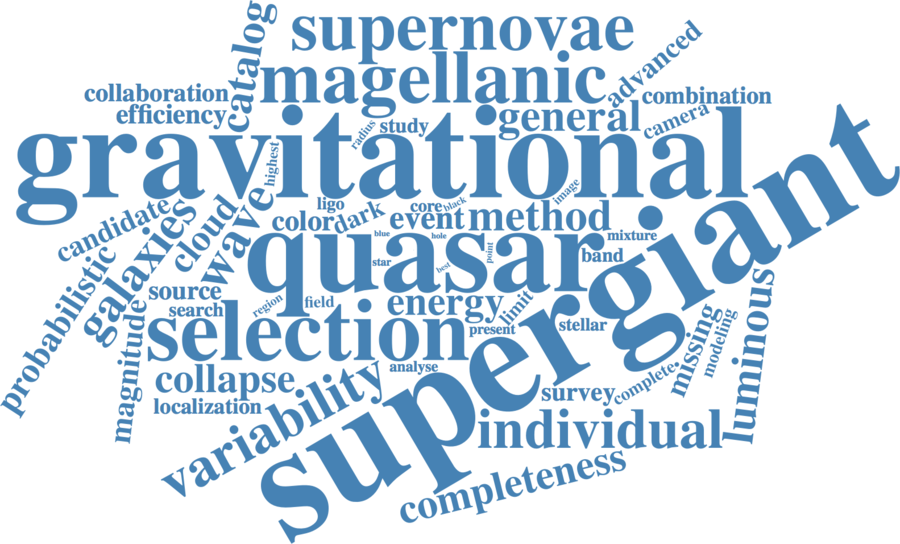 supernovae
catalog
advanced
magellanic
collaboration
combination
efficiency
general
camera
radius
study
gravitational
highest
supergiant
image
black
core
ligo
wave
cloud
candidate
galaxies
color
dark
event
method
mixture
blue
hole
quasar
point
band
star
best
probabilistic
source
search
region
field
energy
limit
magnitude
selection
present
stellar
missing
modeling
luminous
analyse
collapse
variability
localization
survey
complete
individual
completeness